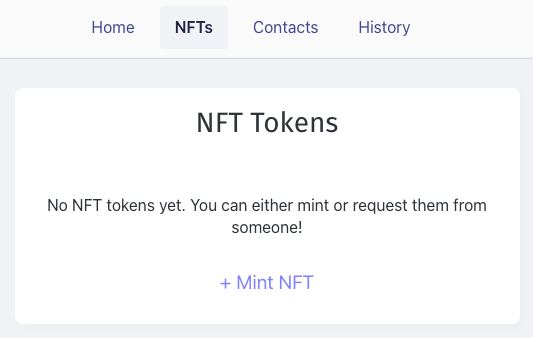 Home NFTs Contacts History
NFT Tokens
No NFT tokens yet. You can either mint or request them from
someone!
+ Mint NFT